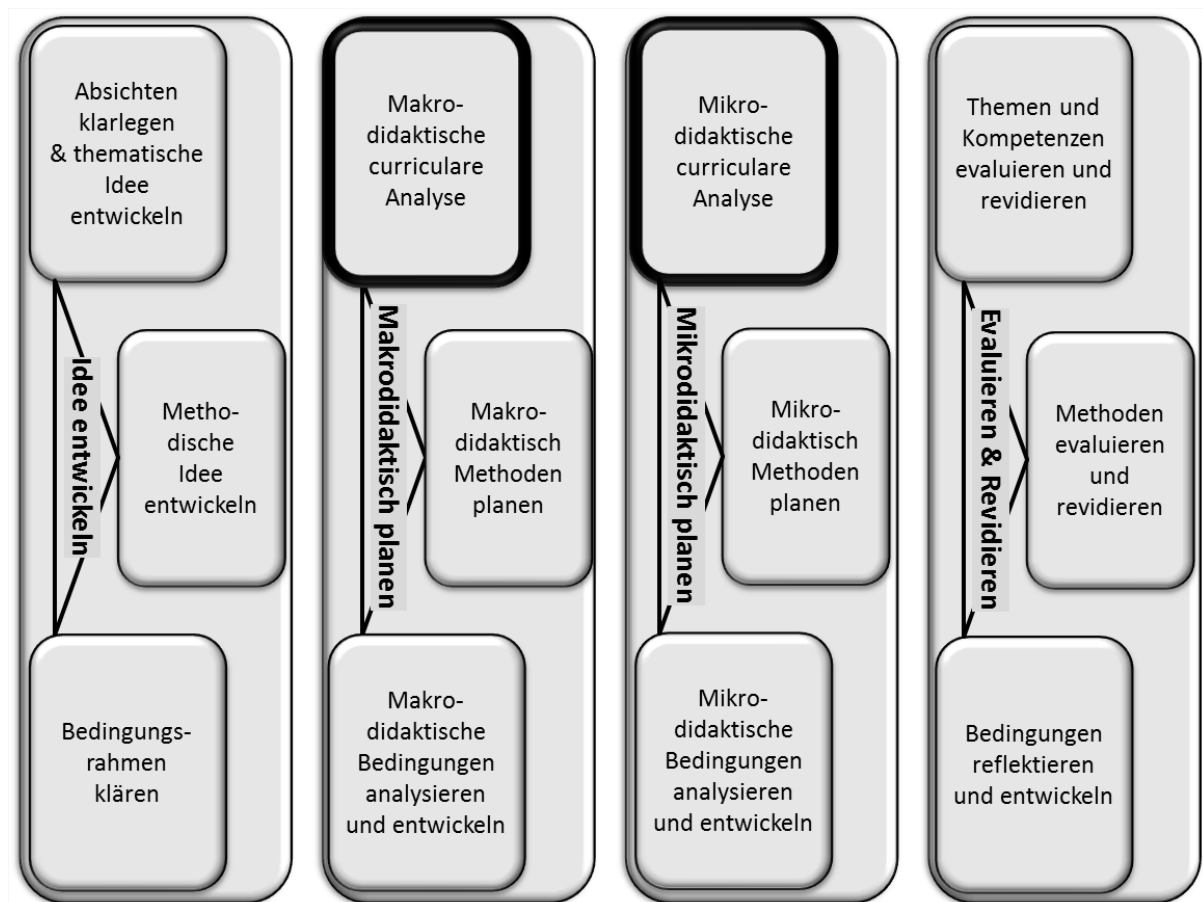 Absichten
klarlegen
& thematische
Idee
entwickeln
Idee entwickeln
Metho-
dische
Idee
entwickeln
Bedingungs-
rahmen
klären
Makro-
didaktische
curriculare
Analyse
Makrodidaktisch planen
Makro-
didaktisch
Methoden
planen
Makro-
didaktische
Bedingungen
analysieren
und entwickeln
Mikro-
didaktische
curriculare
Analyse
Mikrodidaktisch planen
Mikro-
didaktisch
Methoden
planen
Mikro-
didaktische
Bedingungen
analysieren
und entwickeln
Themen und
Kompetenzen
evaluieren und
revidieren
Evaluieren & Revidieren
Methoden
evaluieren
und
revidieren
Bedingungen
reflektieren
und entwickeln